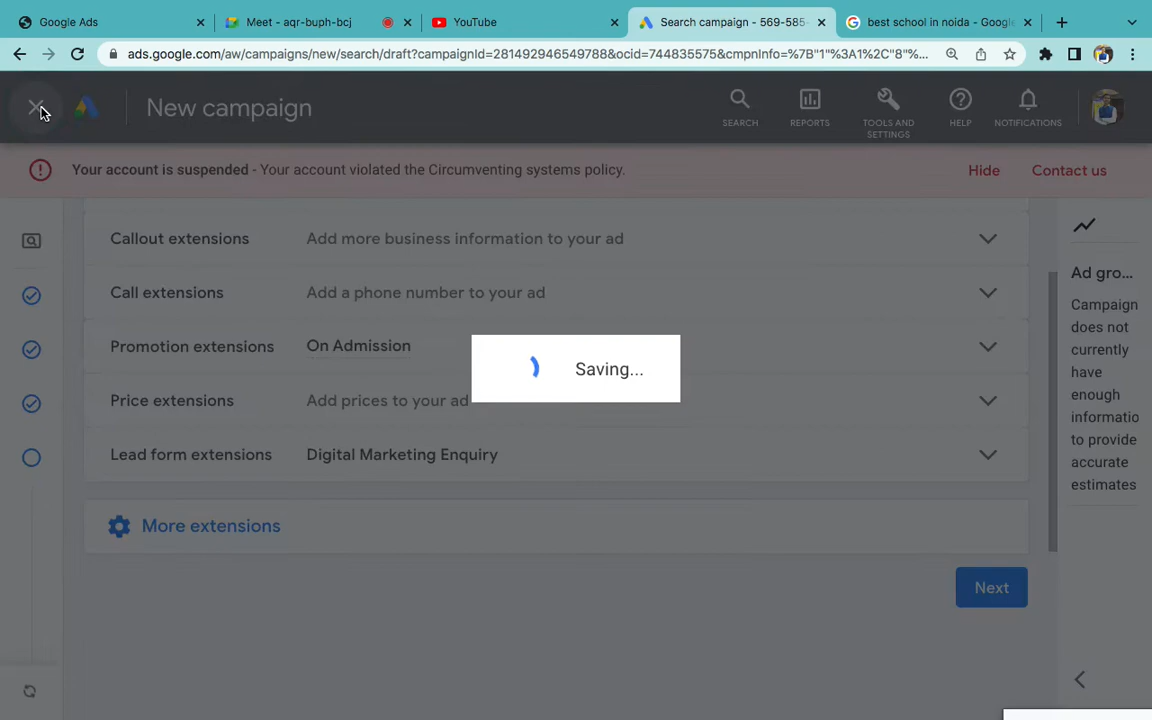 Google Ads
Meet - aqr-buph-bcj
YouTube
Search campaign - 569-585-
best school in noida - Google
ads.google.com/aw/campaigns/new/search/draft?campaignId=281492946549788&ocid=744835575&cmpnInfo=%7B"1"%3A1%2C"8"%...
New campaign
SEARCH
REPORTS
TOOLS AND
SETTINGS
HELP
NOTIFICATIONS
Your account is suspended - Your account violated the Circumventing systems policy.
Hide
Contact us
Callout extensions
Add more business information to your ad
Call extensions
Add a phone number to your ad
Promotion extensions
On Admission
Price extensions
Add prices to your ad
Lead form extensions
Digital Marketing Enquiry
More extensions
Next
Saving...
Ad gro...
Campaign
does not
currently
have
enough
informatio
to provide
accurate
estimates